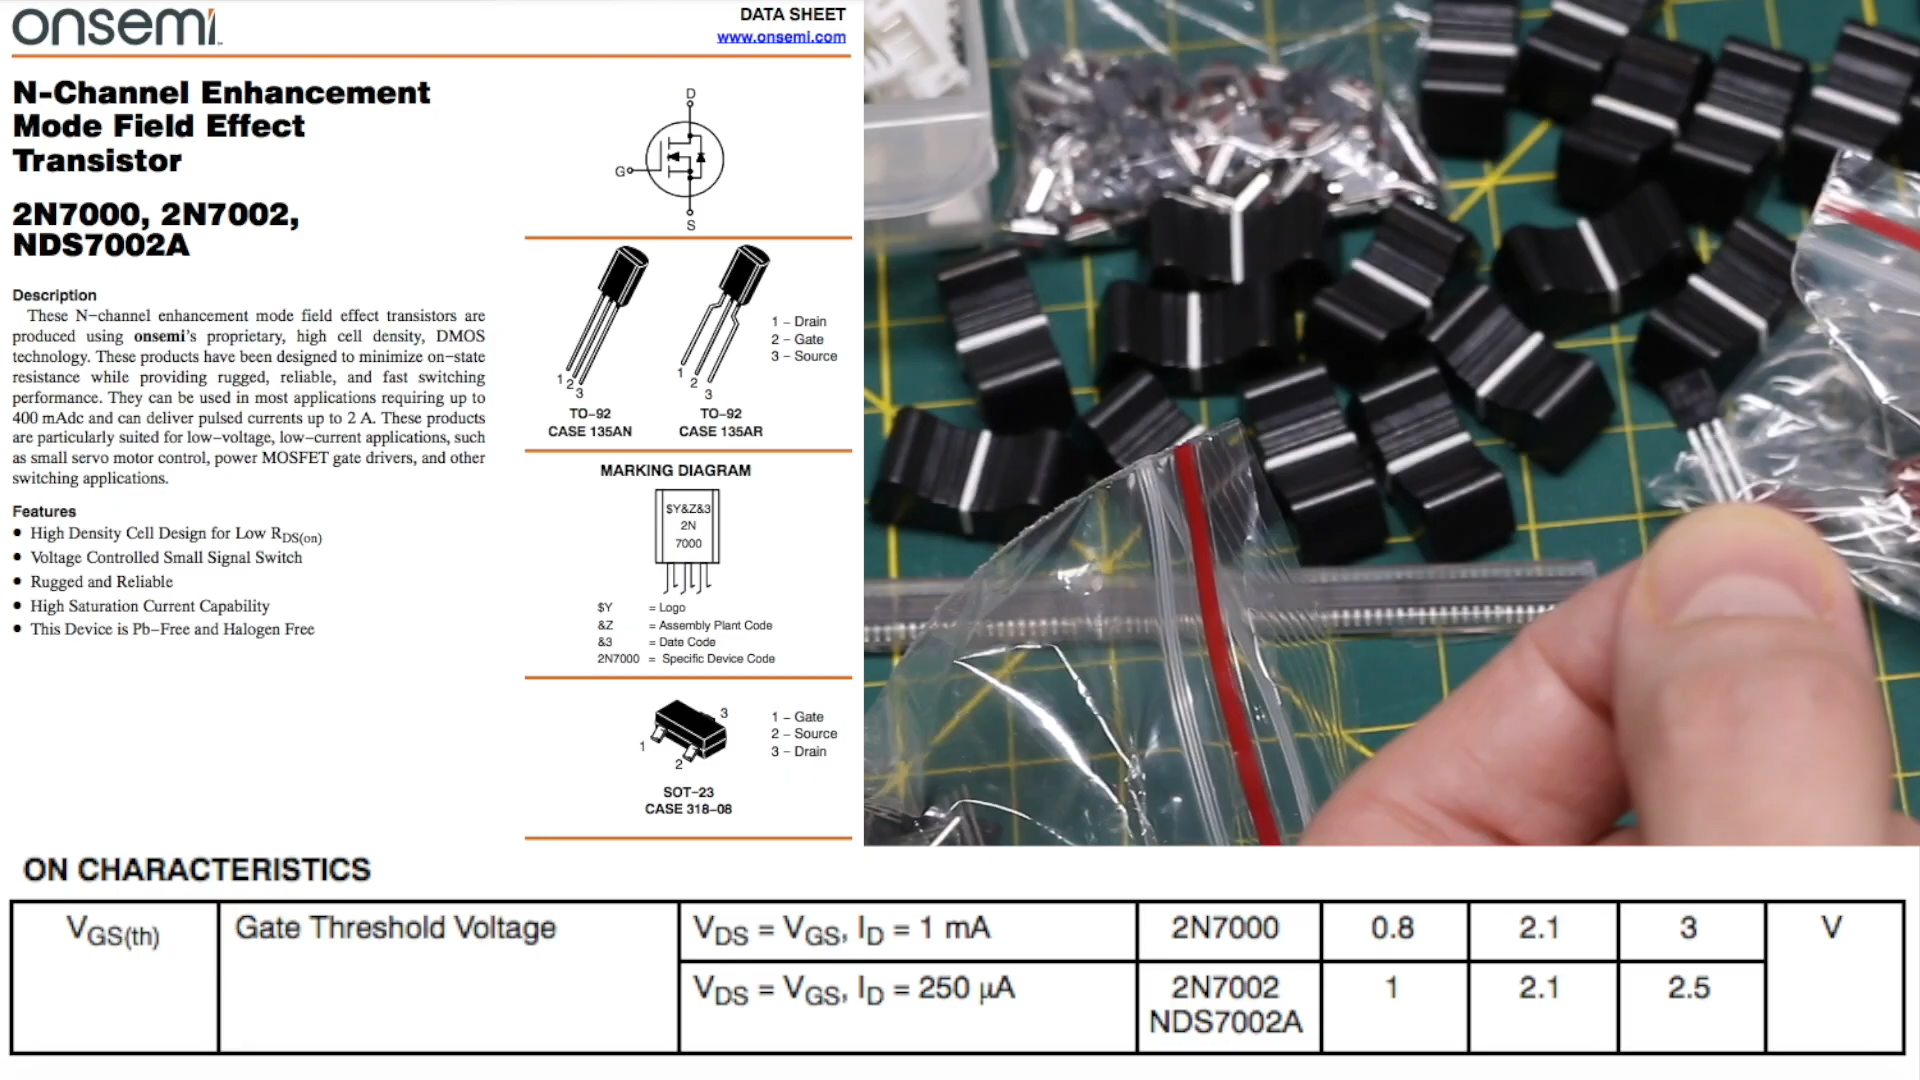 onsemi
DATA SHEET
www.onsemi.com
N-Channel Enhancement
Mode Field Effect
Transistor
2N7000, 2N7002,
NDS7002A
Description
These N−channel enhancement mode field effect transistors are
produced using onsemi's proprietary, high cell density, DMOS
technology. These products have been designed to minimize on−state
resistance while providing rugged, reliable, and fast switching
performance. They can be used in most applications requiring up to
400 mAdc and can deliver pulsed currents up to 2 A. These products
are particularly suited for low−voltage, low−current applications, such
as small servo motor control, power MOSFET gate drivers, and other
switching applications.
Features
• High Density Cell Design for Low RDS(on)
• Voltage Controlled Small Signal Switch
• Rugged and Reliable
• High Saturation Current Capability
• This Device is Pb−Free and Halogen Free
D
G
S
1 − Drain
2 − Gate
3 − Source
1
2
3
1
2
3
TO−92
CASE 135AN
TO−92
CASE 135AR
MARKING DIAGRAM
$Y&Z&3
2N
7000
$Y = Logo
&Z = Assembly Plant Code
&3 = Date Code
2N7000 = Specific Device Code
3
1
2
1 − Gate
2 − Source
3 − Drain
SOT−23
CASE 318−08
ON CHARACTERISTICS
VGS(th) Gate Threshold Voltage VDS = VGS, ID = 1 mA 2N7000 0.8 2.1 3 V
VDS = VGS, ID = 250 μA 2N7002 1 2.1 2.5
NDS7002A